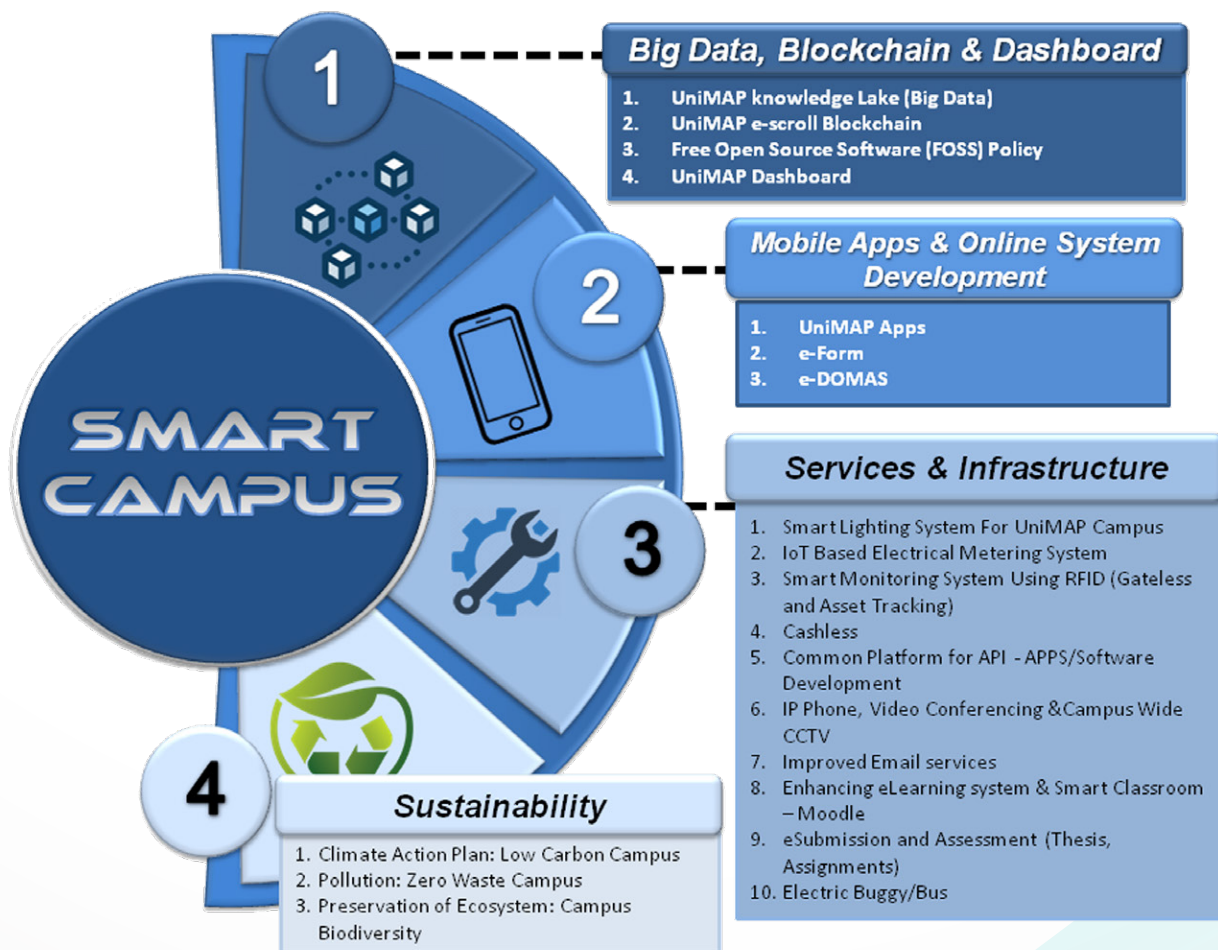 SMART
CAMPUS
1
Big Data, Blockchain & Dashboard
1. UniMAP knowledge Lake (Big Data)
2. UniMAP e-scroll Blockchain
3. Free Open Source Software (FOSS) Policy
4. UniMAP Dashboard
2
Mobile Apps & Online System
Development
1. UniMAP Apps
2. e-Form
3. e-DOMAS
3
Services & Infrastructure
1. Smart Lighting System For UniMAP Campus
2. IoT Based Electrical Metering System
3. Smart Monitoring System Using RFID (Gateless
and Asset Tracking)
4. Cashless
5. Common Platform for API - APPS/Software
Development
6. IP Phone, Video Conferencing &Campus Wide
CCTV
7. Improved Email services
8. Enhancing eLearning system & Smart Classroom
– Moodle
9. eSubmission and Assessment (Thesis,
Assignments)
10. Electric Buggy/Bus
4
Sustainability
1. Climate Action Plan: Low Carbon Campus
2. Pollution: Zero Waste Campus
3. Preservation of Ecosystem: Campus
Biodiversity